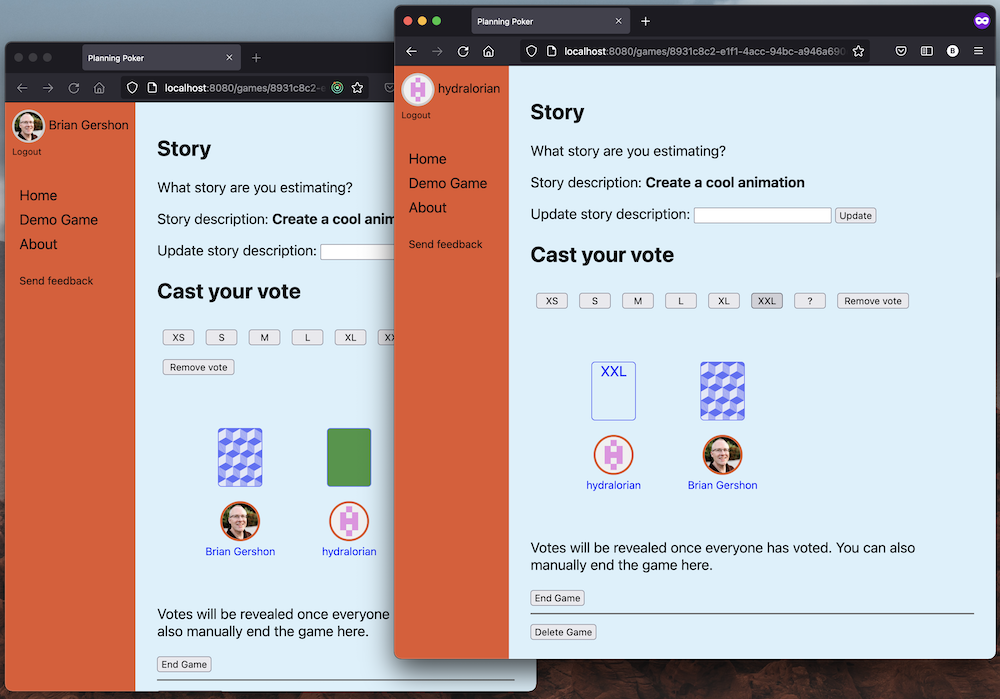 Planning Poker
localhost:8080/games/8931c8c2-
Brian Gershon
Logout
Home
Demo Game
About
Send feedback
Story
What story are you estimating?
Story description: Create a cool anim
Update story description:
Cast your vote
XS S M L XL XX
Remove vote
Brian Gershon hydralorian
Votes will be revealed once everyone
also manually end the game here.
End Game
Planning Poker
localhost:8080/games/8931c8c2-e1f1-4acc-94bc-a946a690
B
hydralorian
Logout
Home
Demo Game
About
Send feedback
Story
What story are you estimating?
Story description: Create a cool animation
Update story description: Update
Cast your vote
XS S M L XL XXL ? Remove vote
XXL
hydralorian Brian Gershon
Votes will be revealed once everyone has voted. You can also
manually end the game here.
End Game
Delete Game